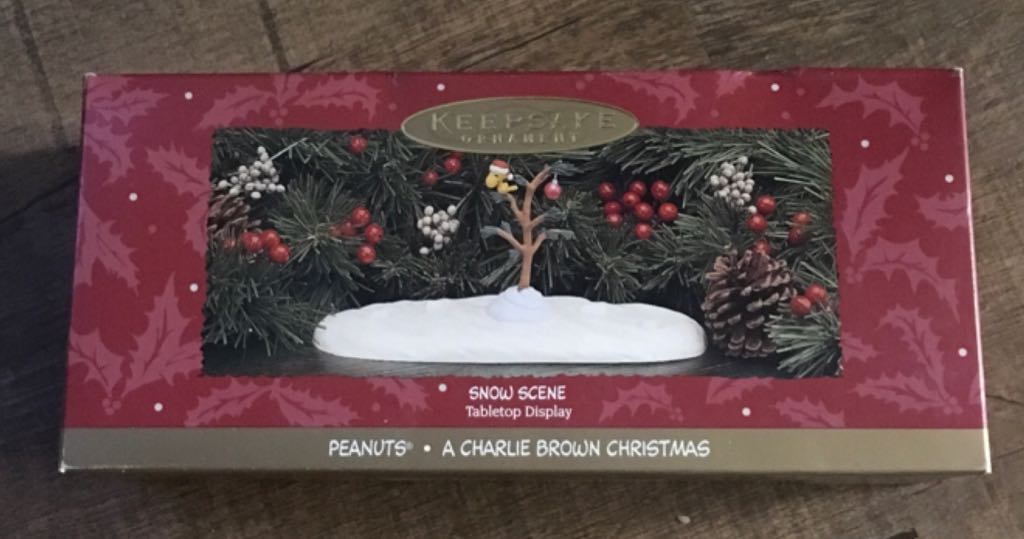 KEEPSAKE
ORNAMENT
SNOW SCENE
Tabletop Display
PEANUTS® • A CHARLIE BROWN CHRISTMAS